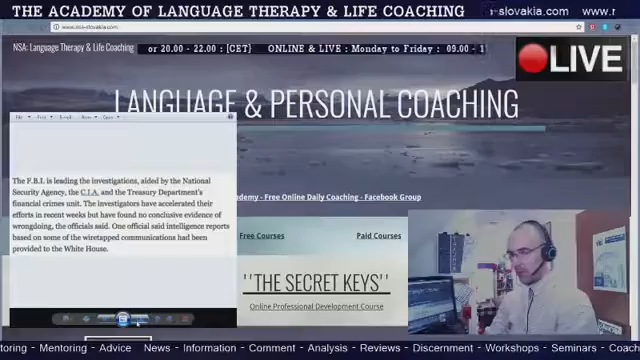 THE ACADEMY OF LANGUAGE THERAPY & LIFE COACHING
-slovakia.com
www.n
www.nsa-slovakia.com
NSA: Language Therapy & Life Coaching
or 20.00 - 22.00 : [CET]
ONLINE & LIVE : Monday to Friday : 09.00 - 1
LIVE
LANGUAGE & PERSONAL COACHING
The F.B.I. is leading the investigations, aided by the National
Security Agency, the C.I.A. and the Treasury Department's
financial crimes unit. The investigators have accelerated their
efforts in recent weeks but have found no conclusive evidence of
wrongdoing, the officials said. One official said intelligence reports
based on some of the wiretapped communications had been
provided to the White House.
ademy - Free Online Daily Coaching - Facebook Group
Free Courses
Paid Courses
"THE SECRET KEYS"
Online Professional Development Course
toring - Mentoring - Advice News - Information - Comment - Analysis - Reviews - Discernment - Workshops - Seminars - Coach